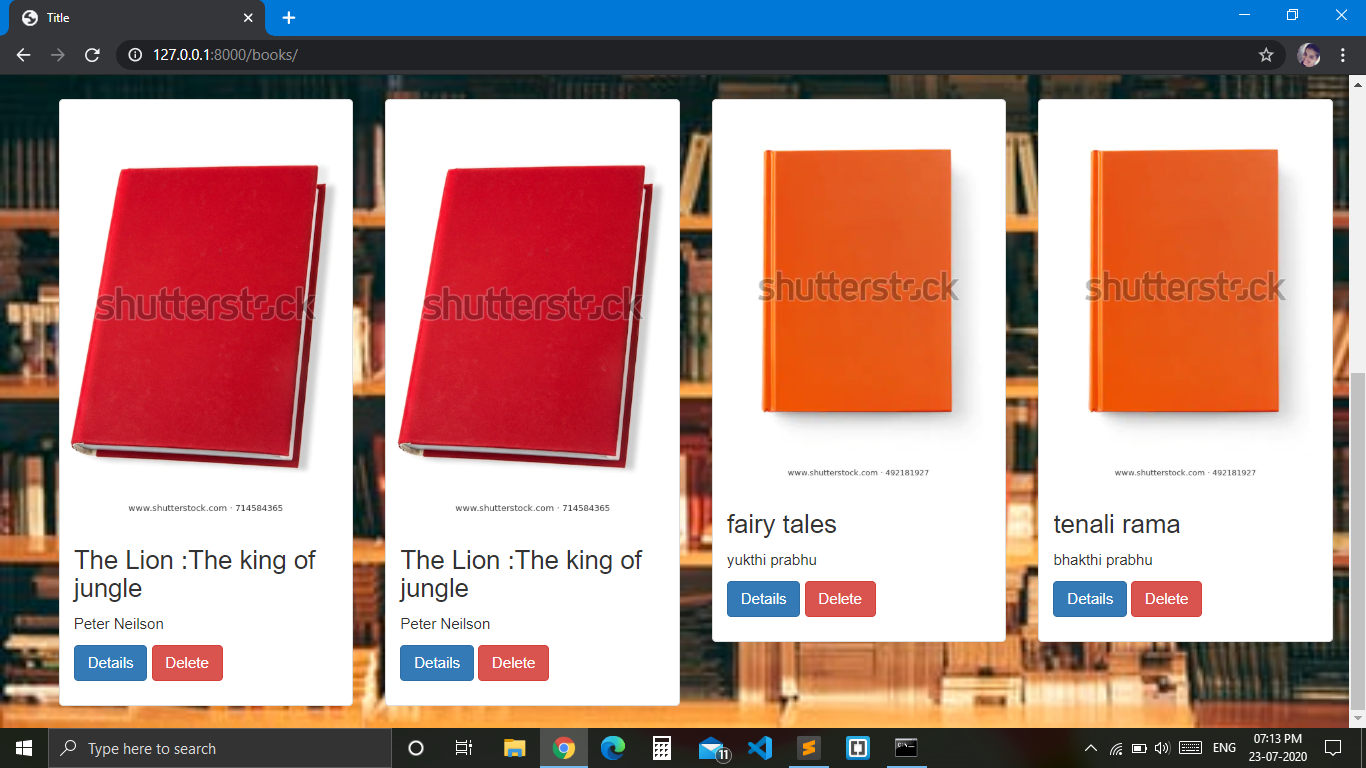 Title
127.0.0.1:8000/books/
shutterstock
www.shutterstock.com · 714584365
The Lion :The king of
jungle
Peter Neilson
Details Delete
shutterstock
www.shutterstock.com · 714584365
The Lion :The king of
jungle
Peter Neilson
Details Delete
shutterstock
www.shutterstock.com · 492181927
fairy tales
yukthi prabhu
Details Delete
shutterstock
www.shutterstock.com · 492181927
tenali rama
bhakthi prabhu
Details Delete
Type here to search
11
ENG
07:13 PM
23-07-2020